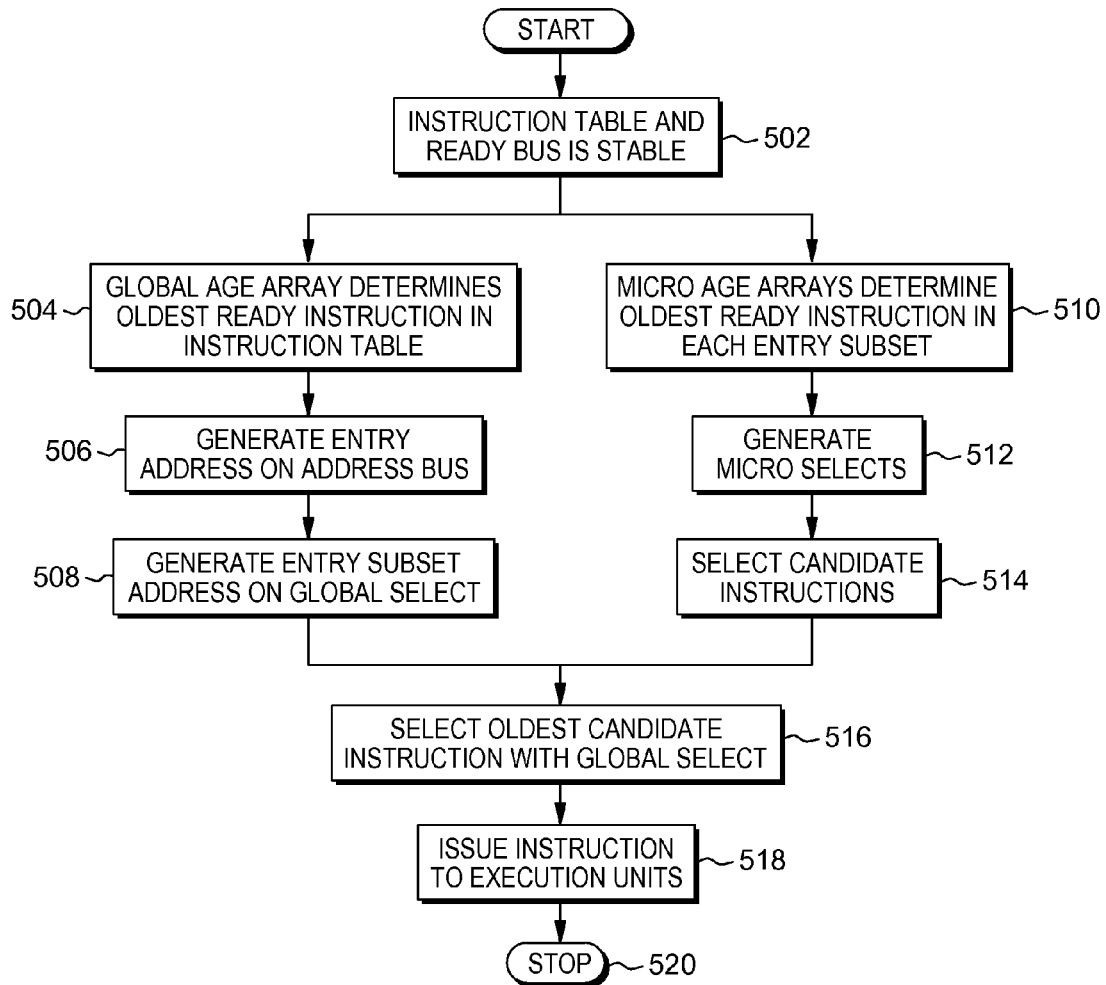 START
INSTRUCTION TABLE AND
READY BUS IS STABLE
502
504
GLOBAL AGE ARRAY DETERMINES
OLDEST READY INSTRUCTION IN
INSTRUCTION TABLE
MICRO AGE ARRAYS DETERMINE
OLDEST READY INSTRUCTION IN
EACH ENTRY SUBSET
510
506
GENERATE ENTRY
ADDRESS ON ADDRESS BUS
GENERATE
MICRO SELECTS
512
508
GENERATE ENTRY SUBSET
ADDRESS ON GLOBAL SELECT
SELECT CANDIDATE
INSTRUCTIONS
514
SELECT OLDEST CANDIDATE
INSTRUCTION WITH GLOBAL SELECT
516
ISSUE INSTRUCTION
TO EXECUTION UNITS
518
STOP
520